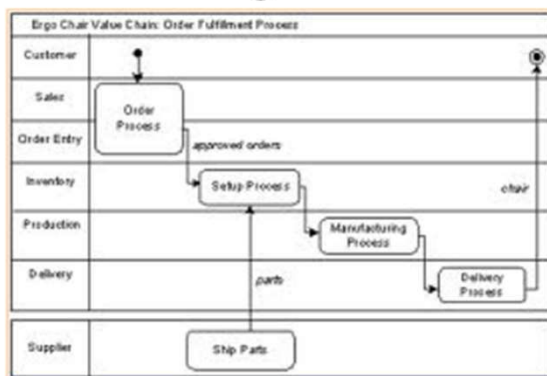 Ergo Chair Value Chain: Order Fulfillment Process
Customer
Sales
Order
Process
Order Entry
approved orders
Inventory
Setup Process
chair
Production
Manufacturing
Process
Delivery
Delivery
Process
parts
Supplier
Ship Parts